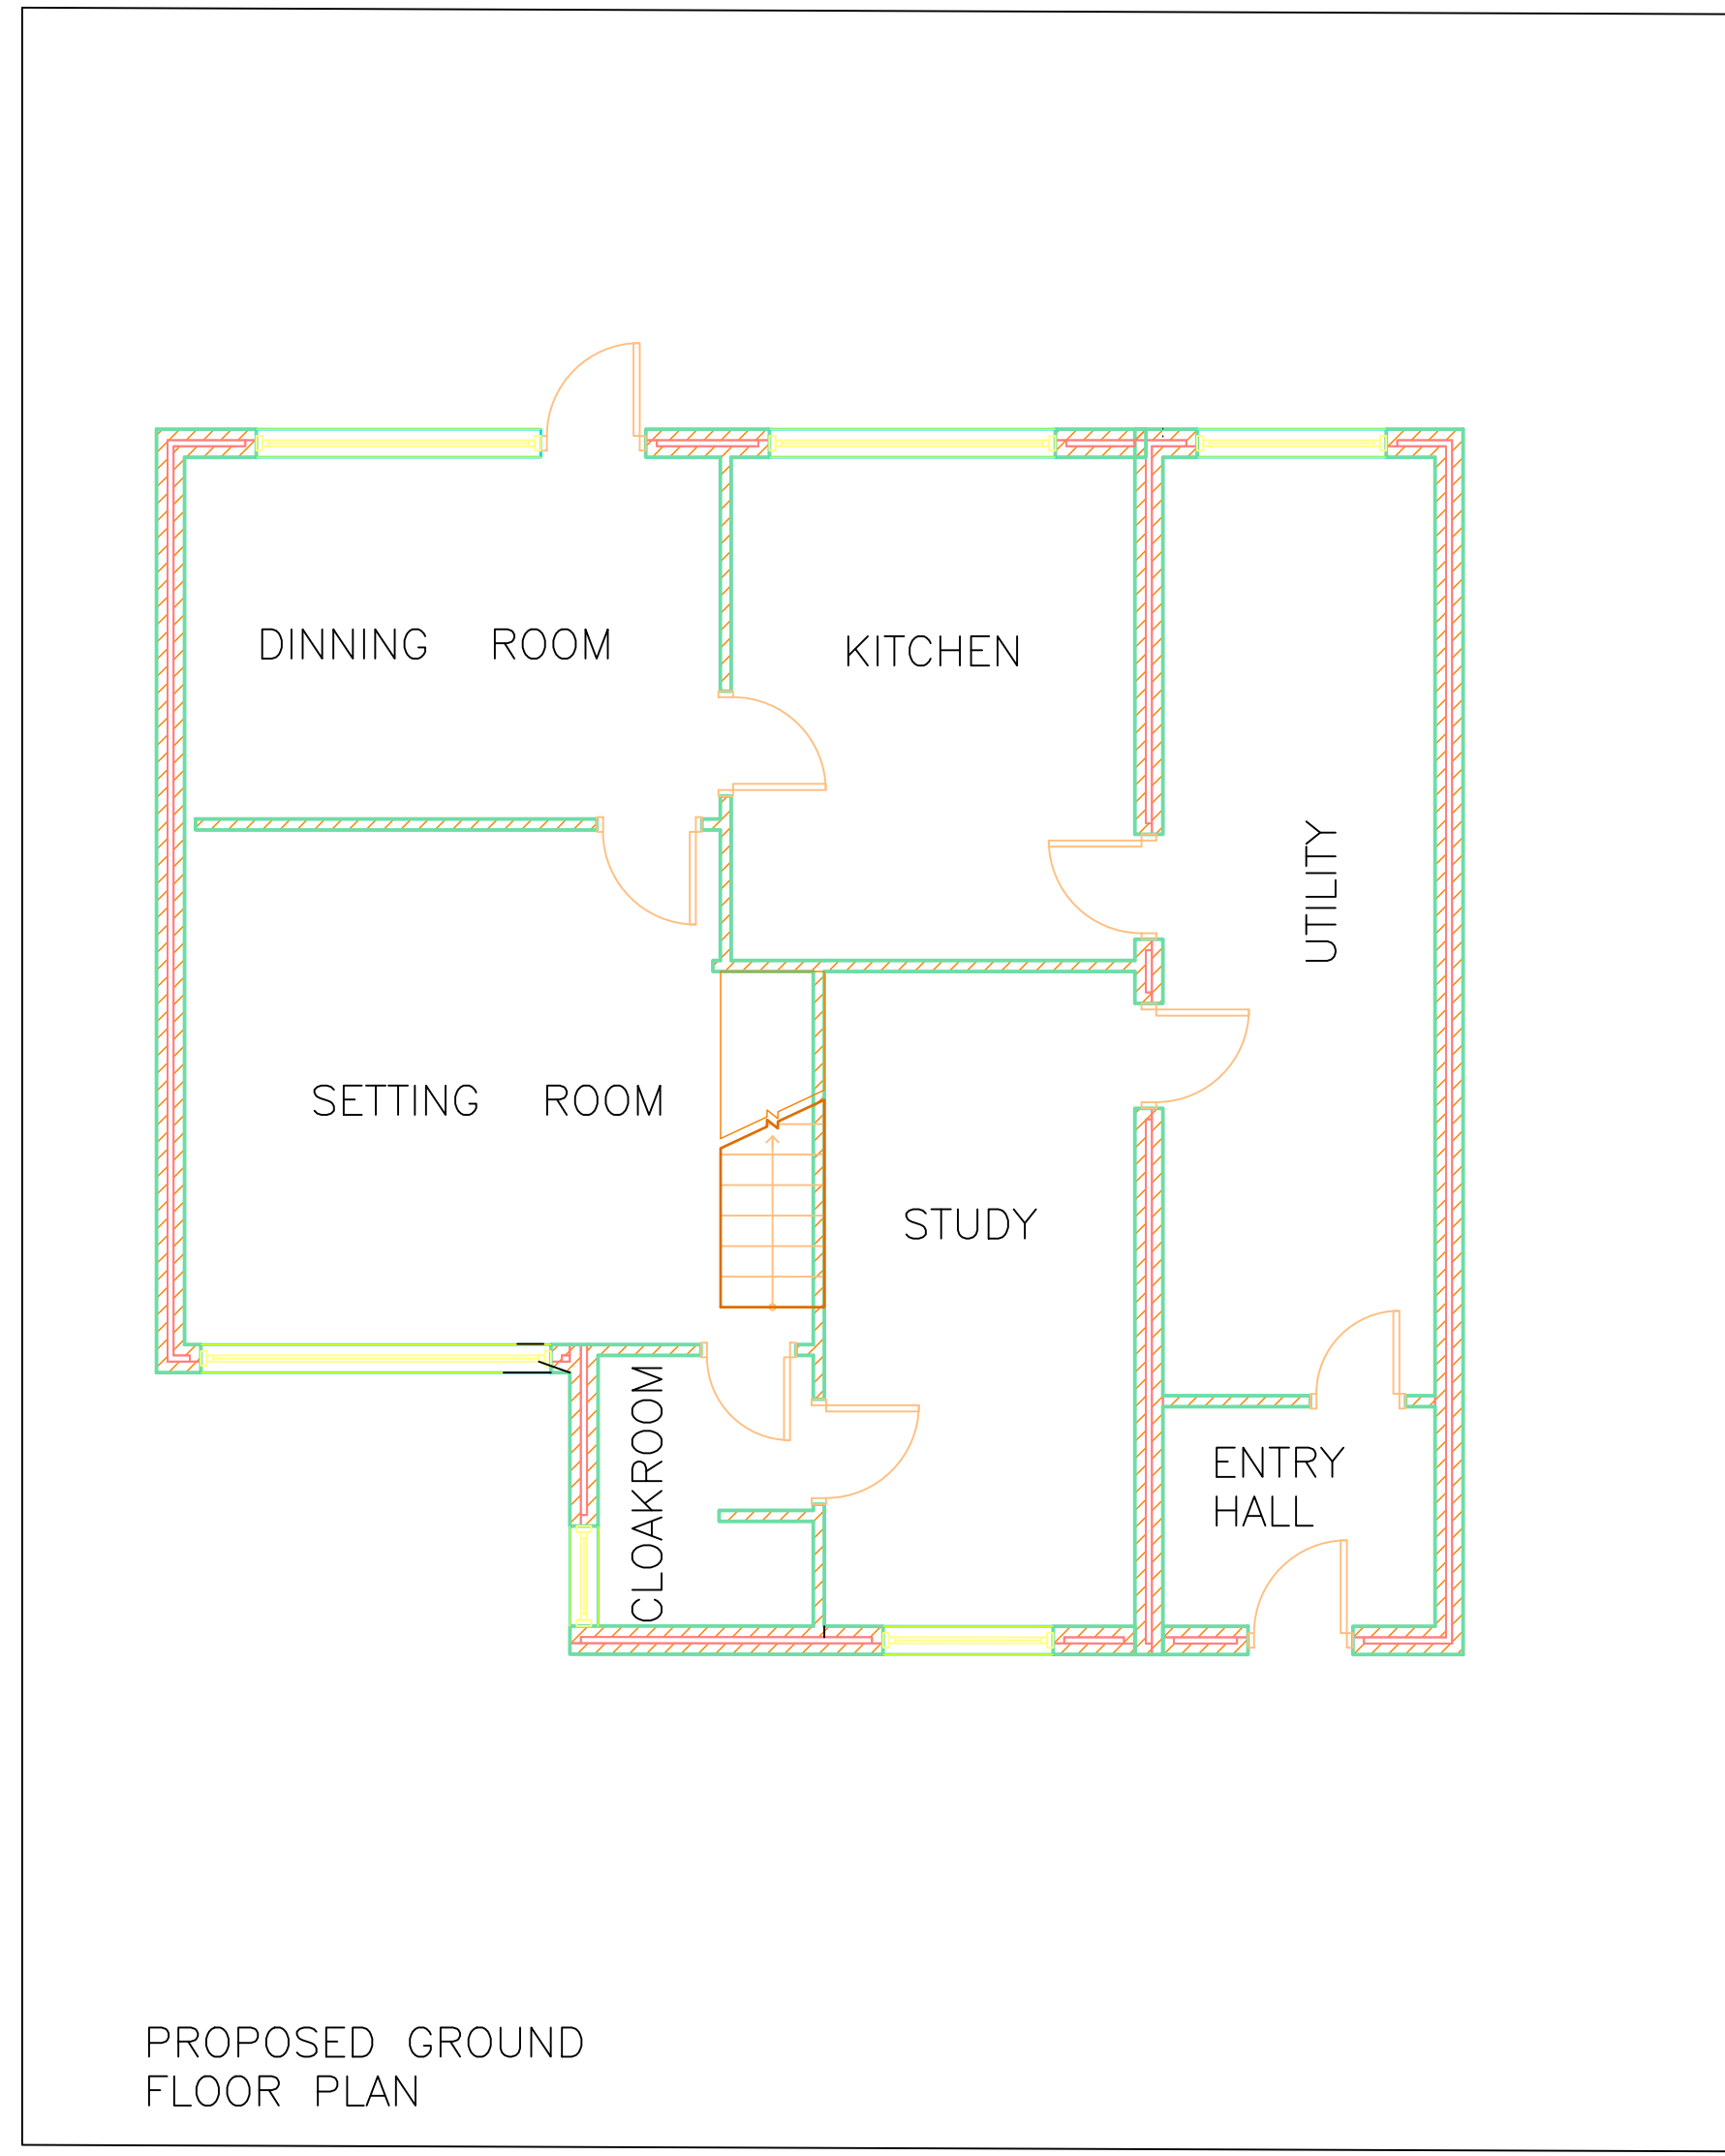 DINNING ROOM
KITCHEN
UTILITY
SETTING ROOM
STUDY
CLOAKROOM
ENTRY
HALL
PROPOSED GROUND
FLOOR PLAN